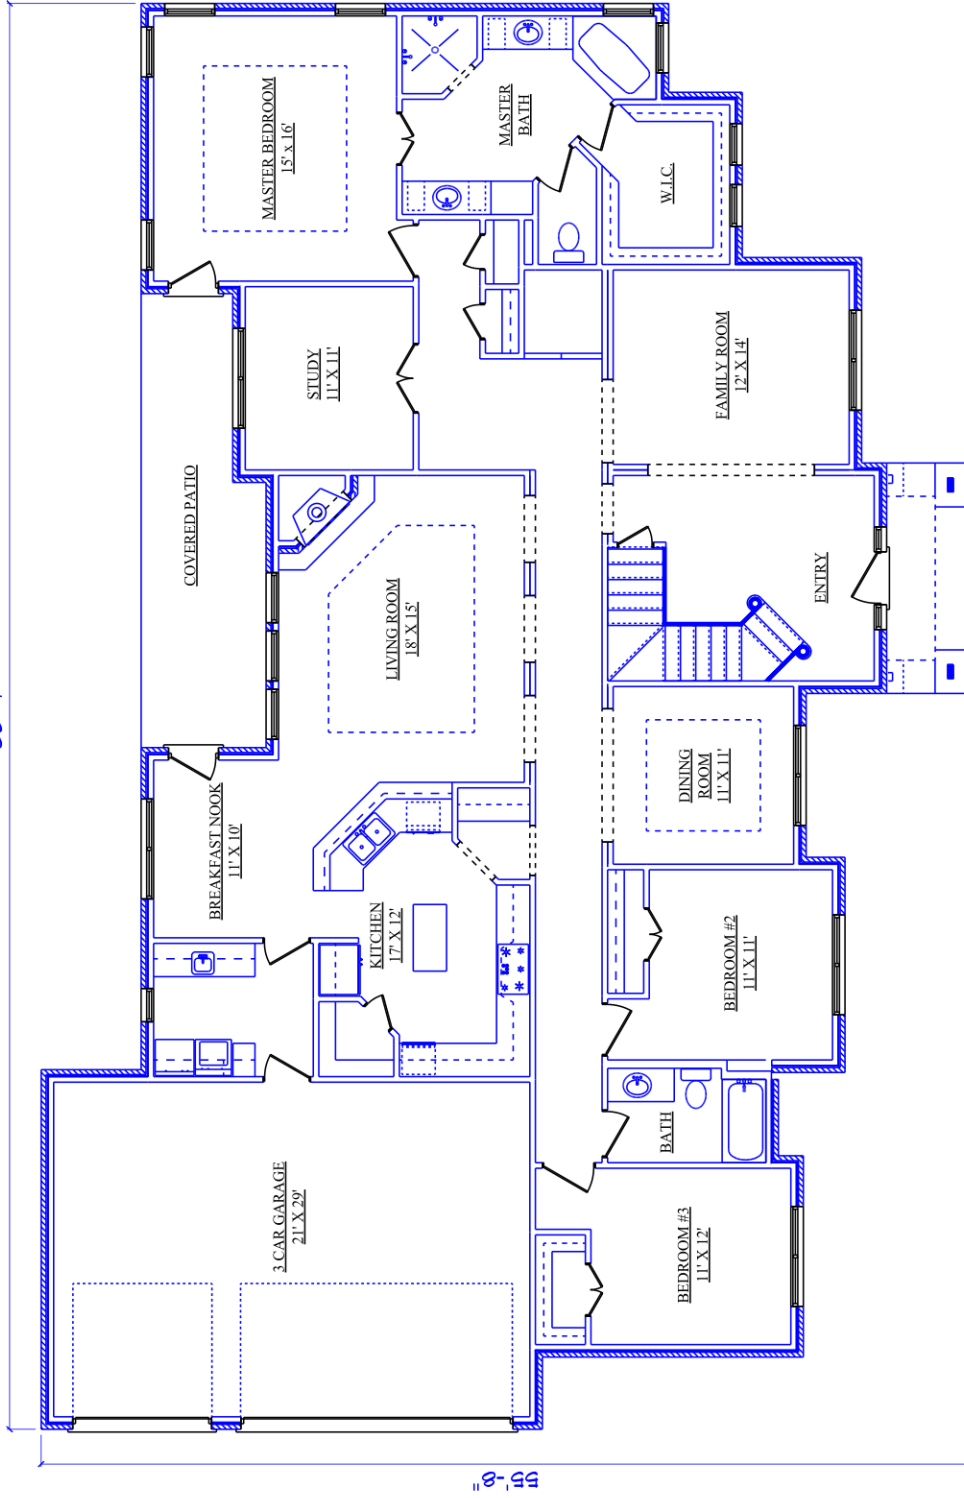 MASTER BEDROOM
15' x 16'
MASTER
BATH
W.I.C.
STUDY
11' X 11'
FAMILY ROOM
12' X 14'
COVERED PATIO
LIVING ROOM
18' X 15'
ENTRY
BREAKFAST NOOK
11' X 10'
DINING
ROOM
11' X 11'
KITCHEN
17' X 12'
BEDROOM #2
11' X 11'
BATH
3 CAR GARAGE
21' X 29'
BEDROOM #3
11' X 12'
55'-8"